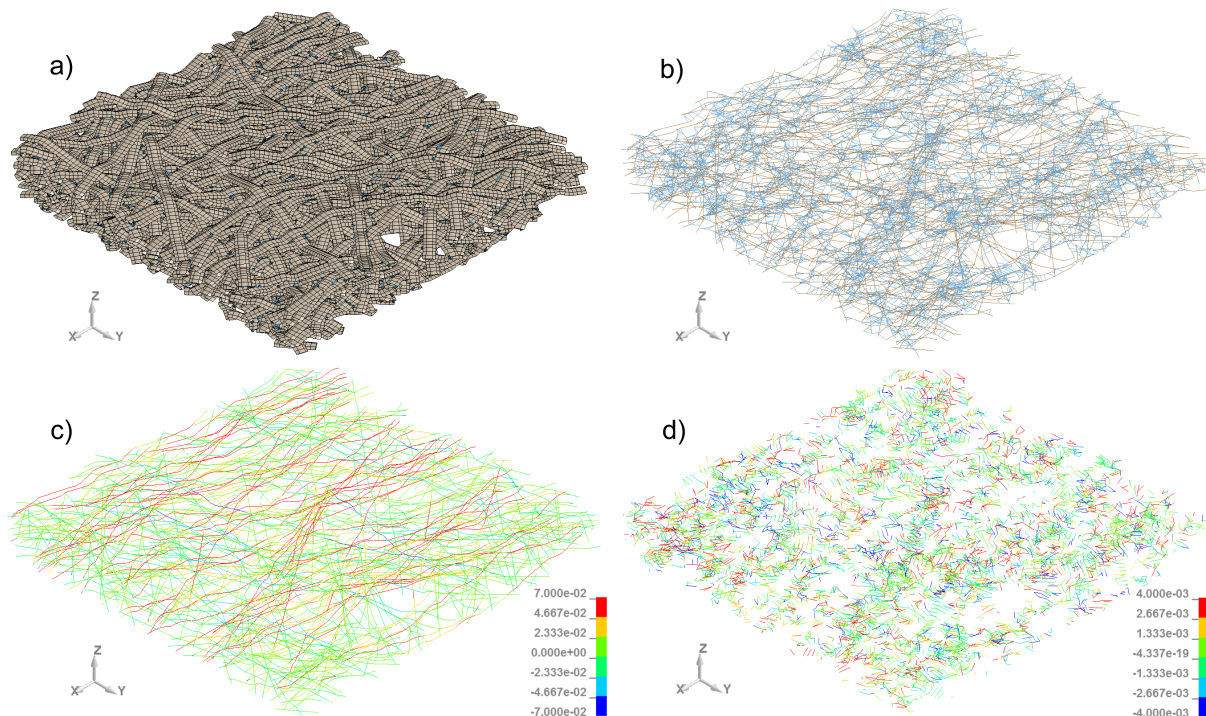 a)
Z
X
Y
b)
Z
X
Y
c)
7.000e-02
4.667e-02
2.333e-02
0.000e+00
-2.333e-02
-4.667e-02
-7.000e-02
Z
X
Y
d)
4.000e-03
2.667e-03
1.333e-03
-4.337e-19
-1.333e-03
-2.667e-03
-4.000e-03
Z
X
Y